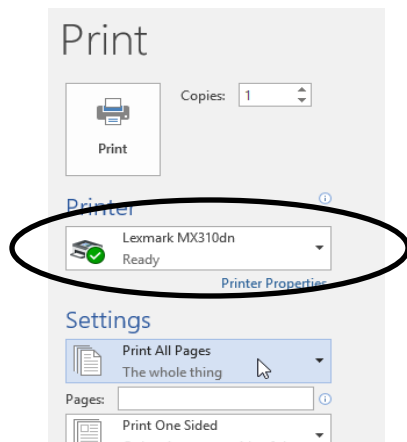 Print
Copies: 1
Print
Printer
Lexmark MX310dn
Ready
Printer Properties
Settings
Print All Pages
The whole thing
Pages:
Print One Sided